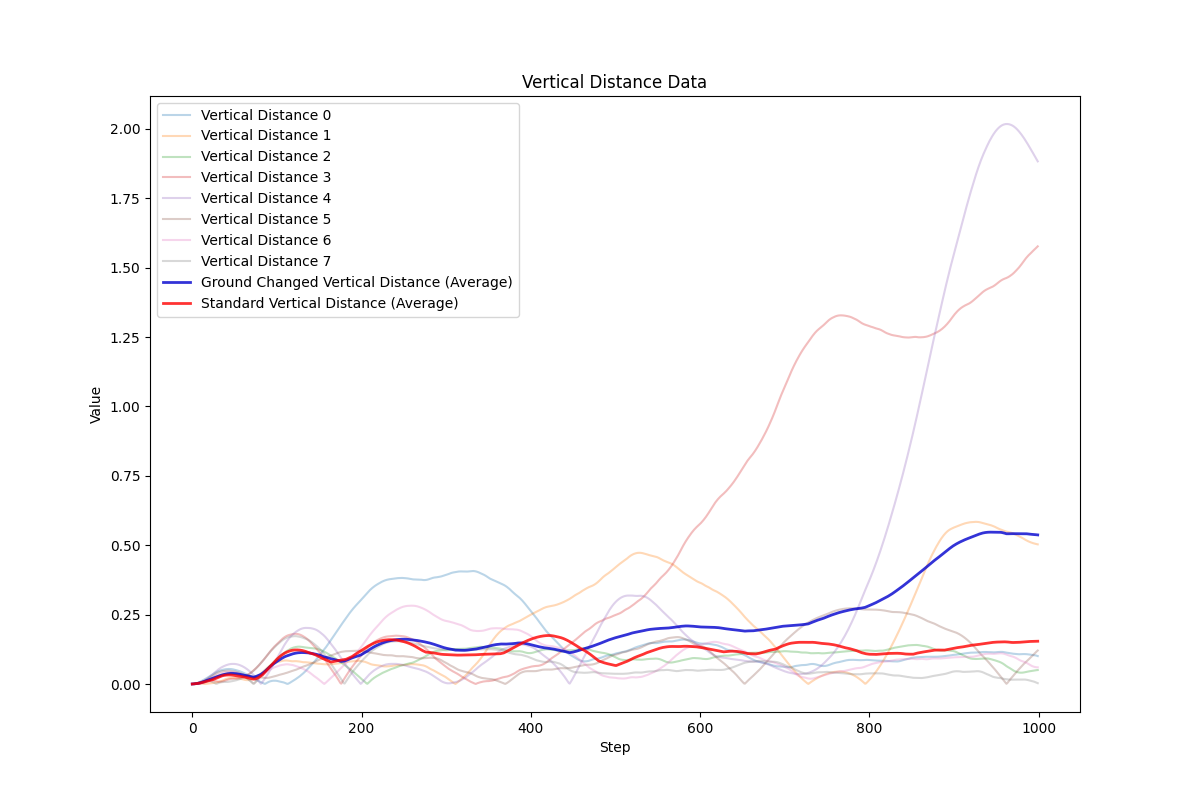 Vertical Distance Data
Vertical Distance 0
Vertical Distance 1
Vertical Distance 2
Vertical Distance 3
Vertical Distance 4
Vertical Distance 5
Vertical Distance 6
Vertical Distance 7
Ground Changed Vertical Distance (Average)
Standard Vertical Distance (Average)
2.00
1.75
1.50
1.25
1.00
0.75
0.50
0.25
0.00
Value
0 200 400 600 800 1000
Step